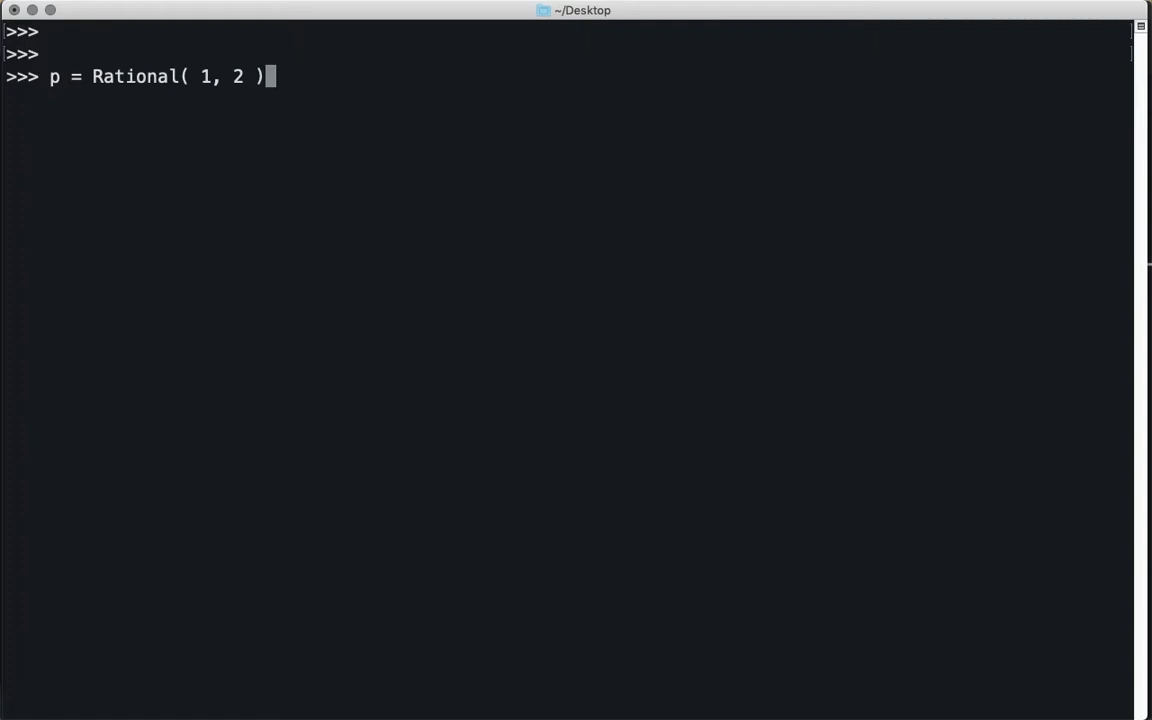 ~/Desktop
>>>
>>>
>>> p = Rational( 1, 2 )